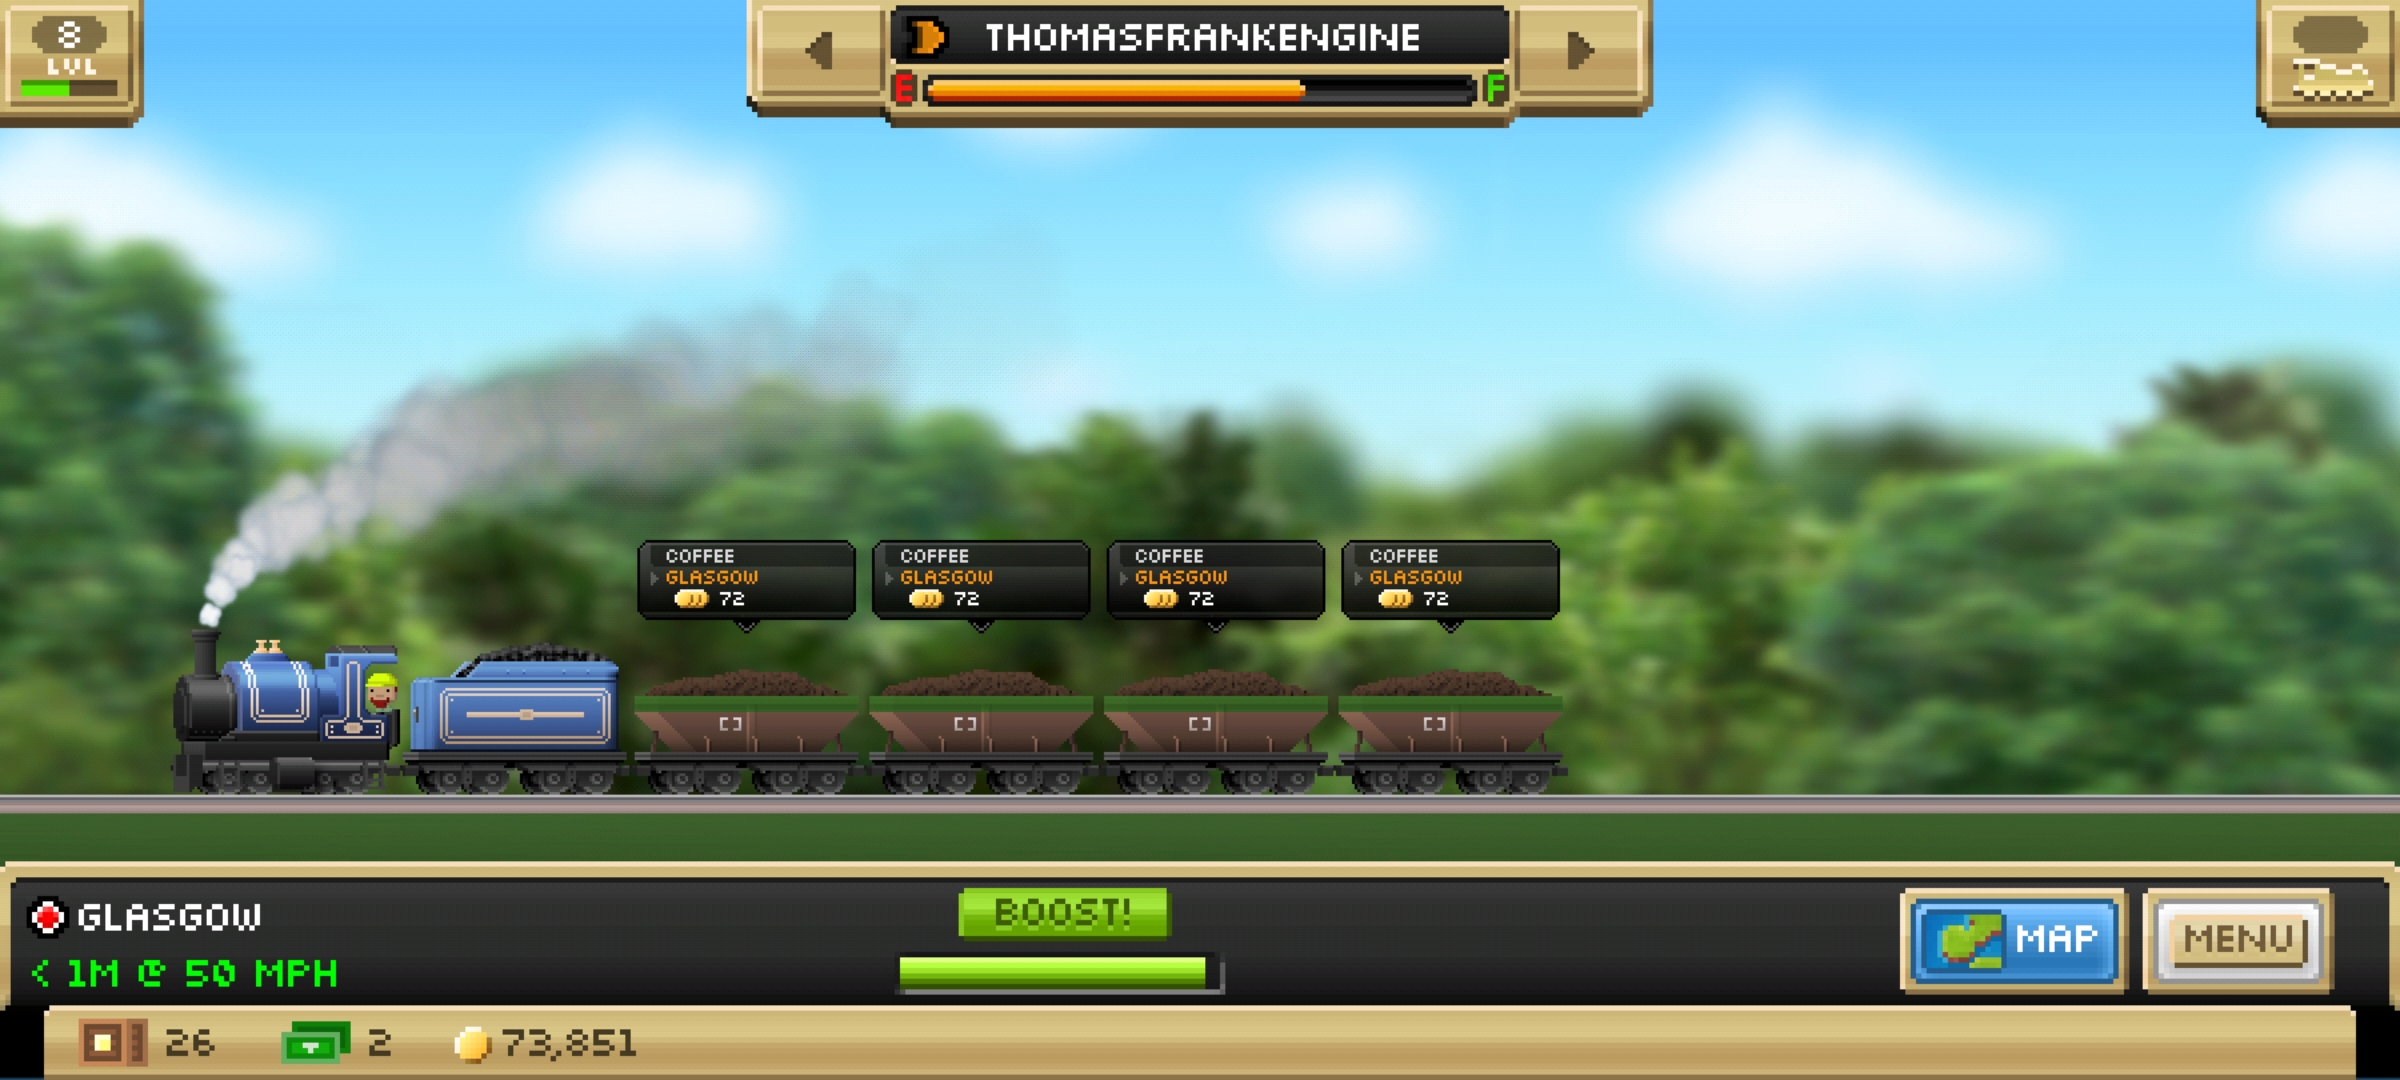 8
LVL
THOMASFRANKENGINE
E F
COFFEE
GLASGOW
72
COFFEE
GLASGOW
72
COFFEE
GLASGOW
72
COFFEE
GLASGOW
72
GLASGOW
< 1M @ 50 MPH
BOOST!
MAP
MENU
26
2
73,851